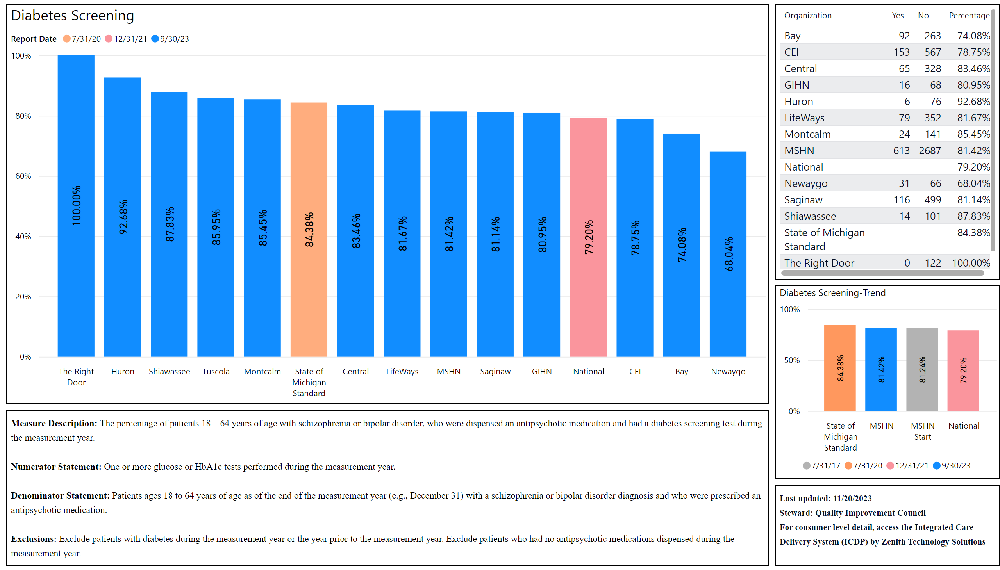 Diabetes Screening
Report Date 7/31/20 12/31/21 9/30/23
100%
80%
60%
40%
20%
0%
100.00%
92.68%
87.83%
85.95%
85.45%
84.38%
83.46%
81.67%
81.42%
81.14%
80.95%
79.20%
78.75%
74.08%
68.04%
The Right
Door
Huron
Shiawassee
Tuscola
Montcalm
State of
Michigan
Standard
Central
LifeWays
MSHN
Saginaw
GIHN
National
CEI
Bay
Newaygo
Organization Yes No Percentage
Bay 92 263 74.08%
CEI 153 567 78.75%
Central 65 328 83.46%
GIHN 16 68 80.95%
Huron 6 76 92.68%
LifeWays 79 352 81.67%
Montcalm 24 141 85.45%
MSHN 613 2687 81.42%
National 79.20%
Newaygo 31 66 68.04%
Saginaw 116 499 81.14%
Shiawassee 14 101 87.83%
State of Michigan 84.38%
Standard
The Right Door 0 122 100.00%
Diabetes Screening-Trend
100%
50%
0%
84.38%
81.42%
81.24%
79.20%
State of
Michigan
Standard
MSHN
MSHN
Start
National
7/31/17 7/31/20 12/31/21 9/30/23
Measure Description: The percentage of patients 18 – 64 years of age with schizophrenia or bipolar disorder, who were dispensed an antipsychotic medication and had a diabetes screening test during
the measurement year.
Numerator Statement: One or more glucose or HbA1c tests performed during the measurement year.
Denominator Statement: Patients ages 18 to 64 years of age as of the end of the measurement year (e.g., December 31) with a schizophrenia or bipolar disorder diagnosis and who were prescribed an
antipsychotic medication.
Exclusions: Exclude patients with diabetes during the measurement year or the year prior to the measurement year. Exclude patients who had no antipsychotic medications dispensed during the
measurement year.
Last updated: 11/20/2023
Steward: Quality Improvement Council
For consumer level detail, access the Integrated Care
Delivery System (ICDP) by Zenith Technology Solutions